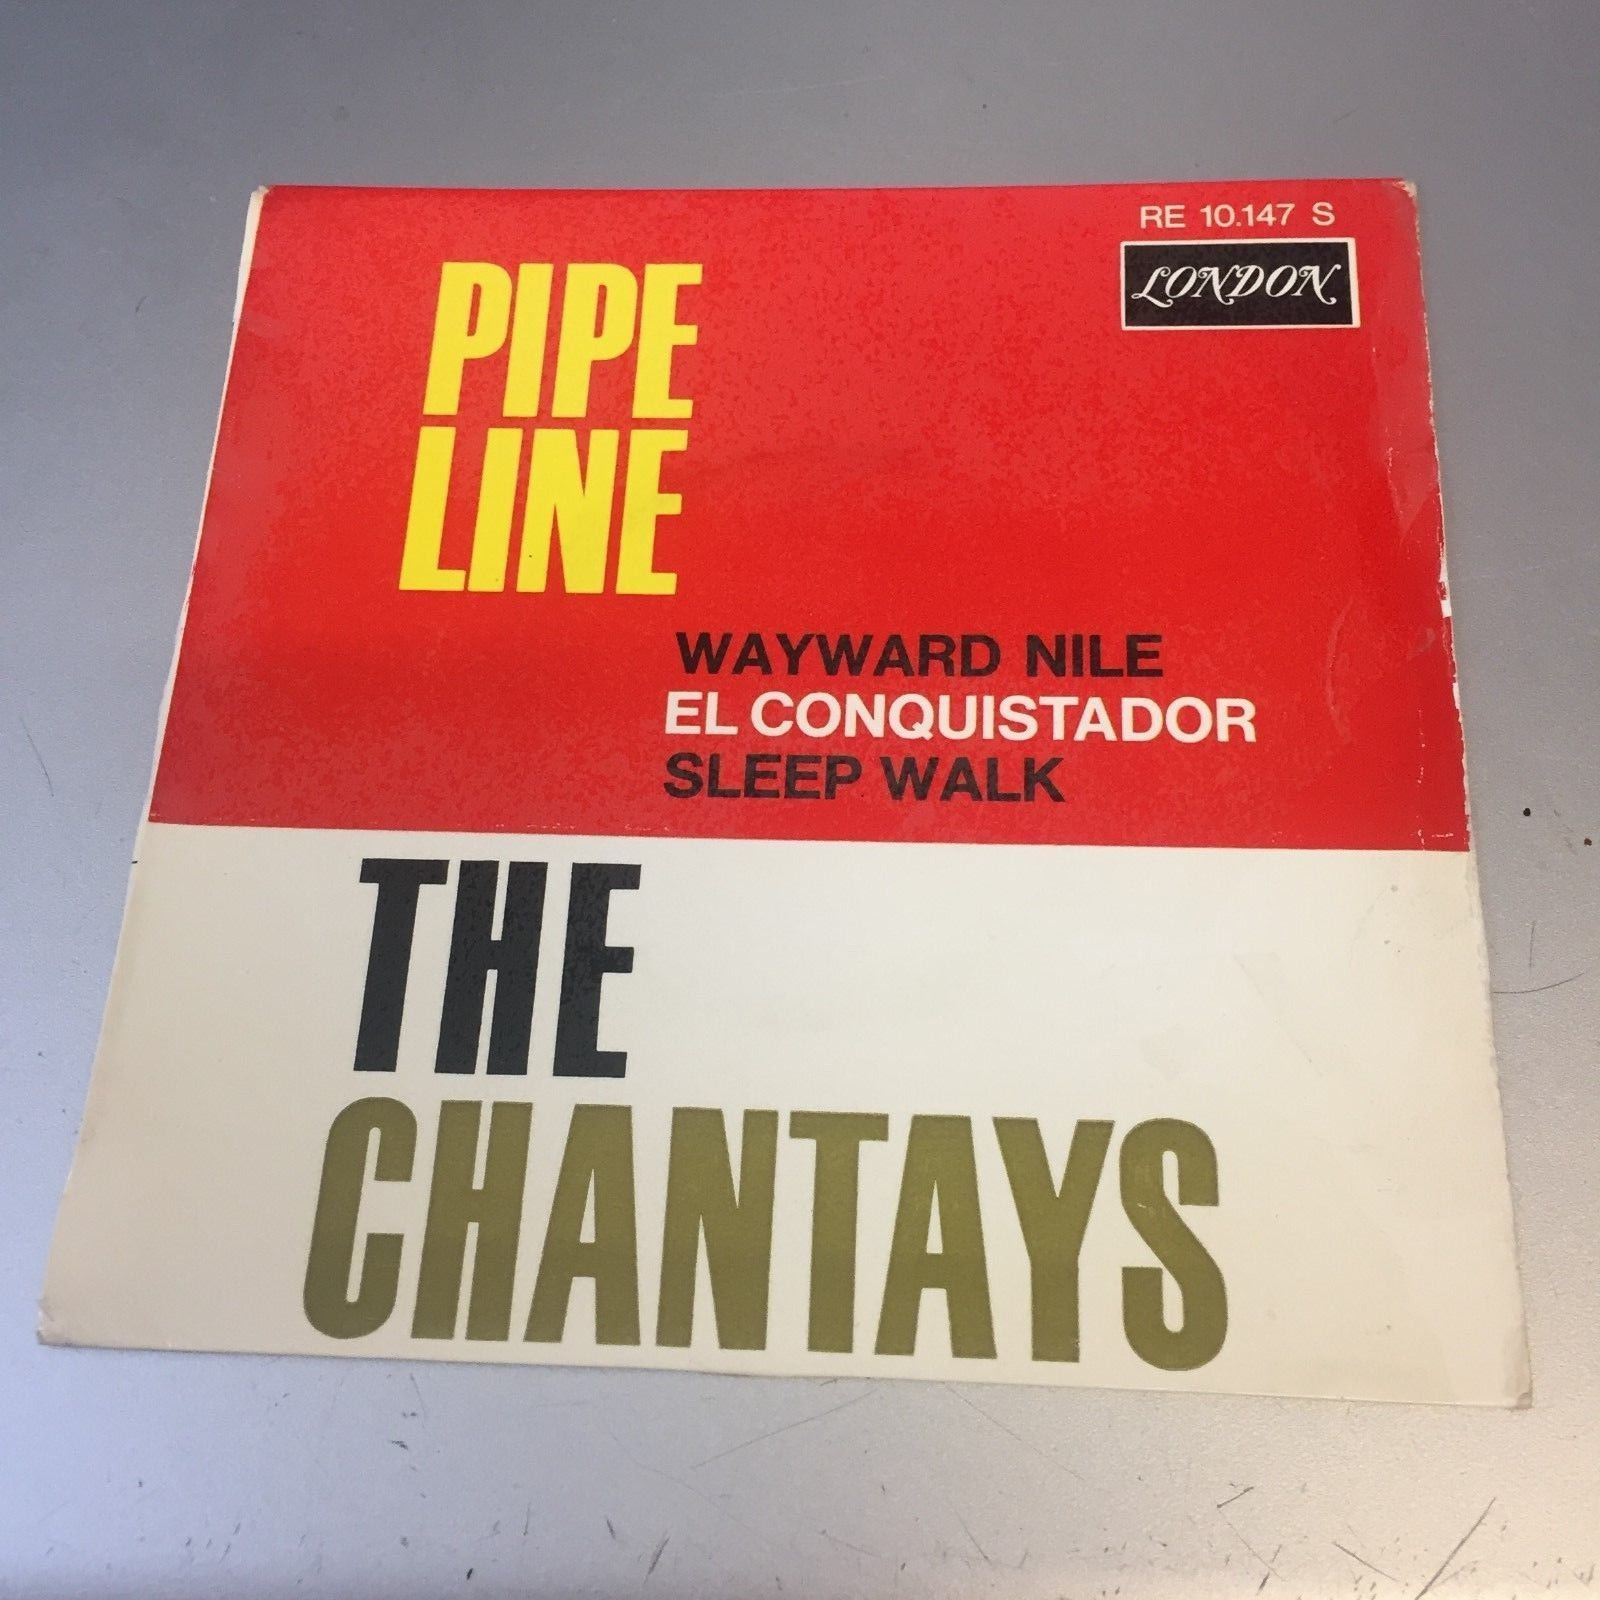 RE 10.147 S
LONDON
PIPE
LINE
WAYWARD NILE
EL CONQUISTADOR
SLEEP WALK
THE
CHANTAYS